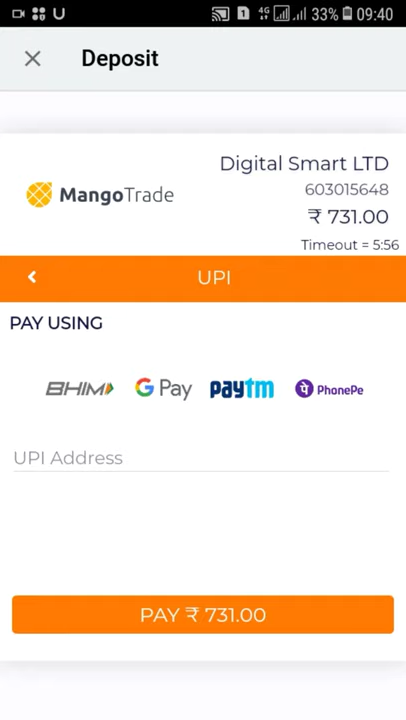 4G 33% 09:40
Deposit
MangoTrade
Digital Smart LTD
603015648
₹ 731.00
Timeout = 5:56
UPI
PAY USING
BHIM G Pay paytm PhonePe
UPI Address
PAY ₹ 731.00